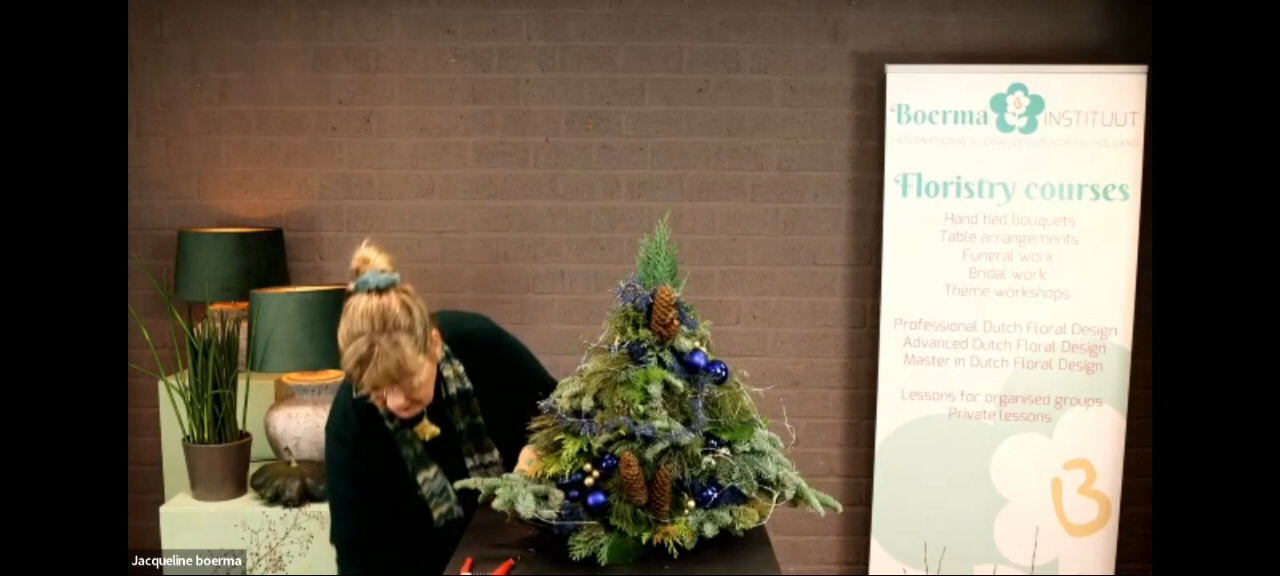 Boerma INSTITUUT
INTERNATIONAL FLORAL DESIGN SCHOOL HOLLAND
Floristry courses
Hand tied bouquets
Table arrangements
Funeral work
Bridal work
Theme workshops
Professional Dutch Floral Design
Advanced Dutch Floral Design
Master in Dutch Floral Design
Lessons for organised groups
Private lessons
B
Jacqueline boerma